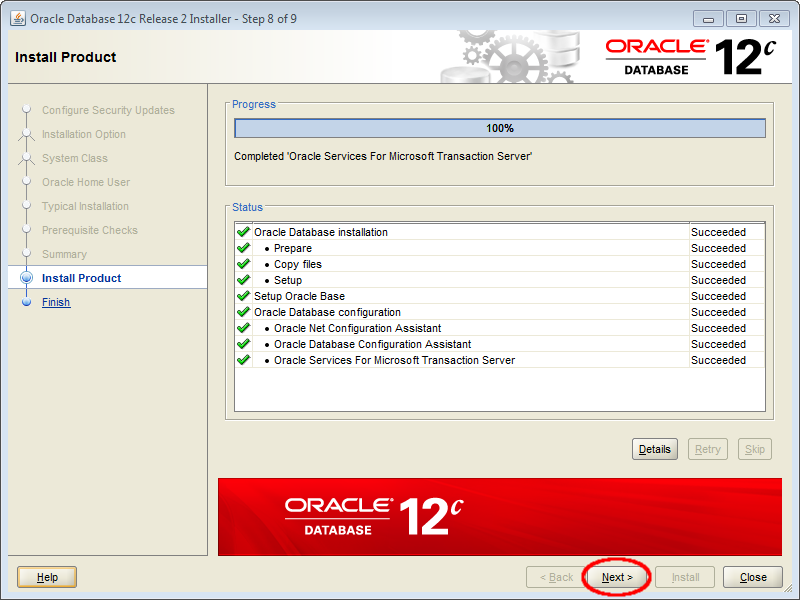 Oracle Database 12c Release 2 Installer - Step 8 of 9
Install Product
ORACLE
DATABASE
12c
Configure Security Updates
Installation Option
System Class
Oracle Home User
Typical Installation
Prerequisite Checks
Summary
Install Product
Finish
Progress
100%
Completed 'Oracle Services For Microsoft Transaction Server'
Status
Oracle Database installation Succeeded
• Prepare Succeeded
• Copy files Succeeded
• Setup Succeeded
Setup Oracle Base Succeeded
Oracle Database configuration Succeeded
• Oracle Net Configuration Assistant Succeeded
• Oracle Database Configuration Assistant Succeeded
• Oracle Services For Microsoft Transaction Server Succeeded
Details Retry Skip
ORACLE
DATABASE
12c
Help < Back Next > Install Close